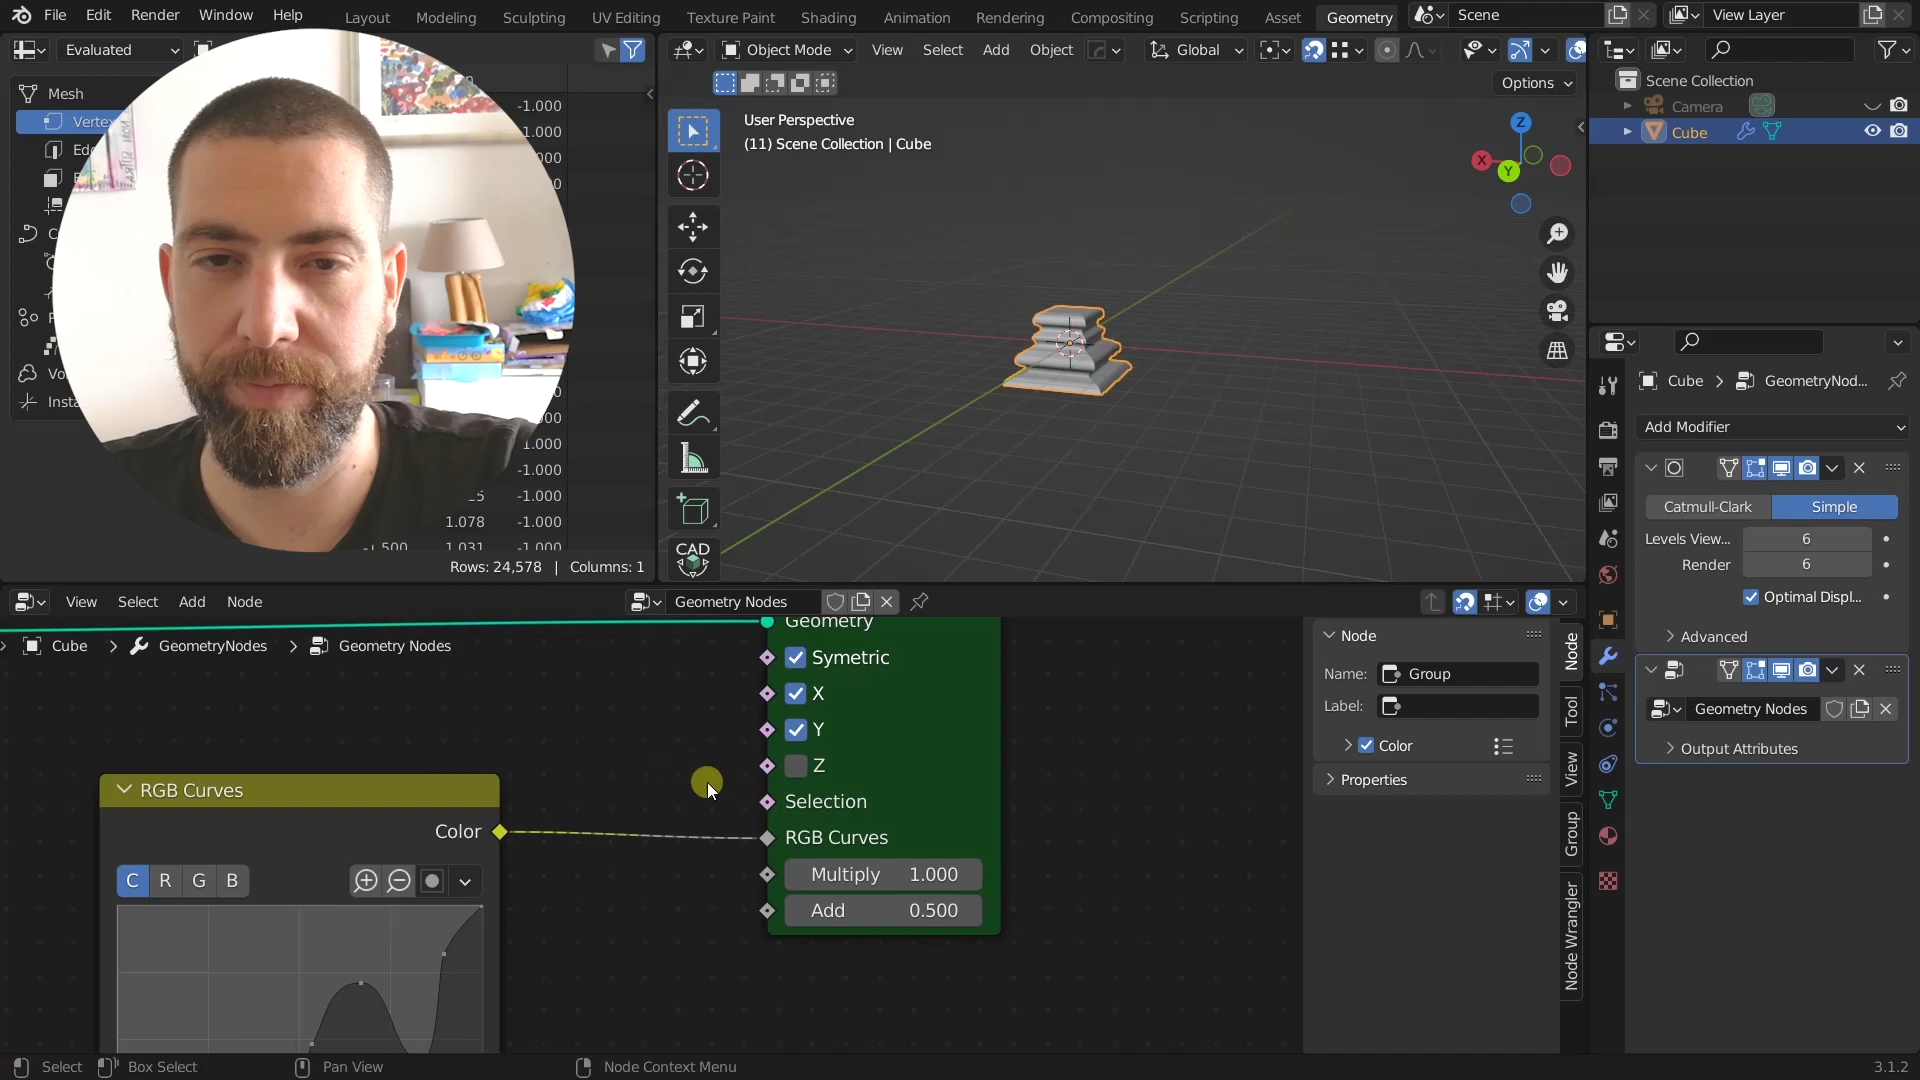 File Edit Render Window Help Layout Modeling Sculpting UV Editing Texture Paint Shading Animation Rendering Compositing Scripting Asset Geometry Scene View Layer
Evaluated
Object Mode View Select Add Object Global
Options
Scene Collection
Camera
Cube
Mesh
User Perspective
(11) Scene Collection | Cube
Z
X
Y
-1.000
-1.000
-1.000
1.078 -1.000
1.031 -1.000
Rows: 24,578 | Columns: 1
CAD
Cube > GeometryNod...
Add Modifier
Catmull-Clark Simple
Levels View... 6
Render 6
Optimal Displ...
Advanced
Geometry Nodes
Output Attributes
View Select Add Node Geometry Nodes
Cube > GeometryNodes > Geometry Nodes
Geometry
Symetric
X
Y
Z
Selection
RGB Curves
Multiply 1.000
Add 0.500
RGB Curves
Color
C R G B
Node
Name: Group
Label:
Color
Properties
Node
Tool
View
Group
Node Wrangler
Select Box Select Pan View Node Context Menu 3.1.2